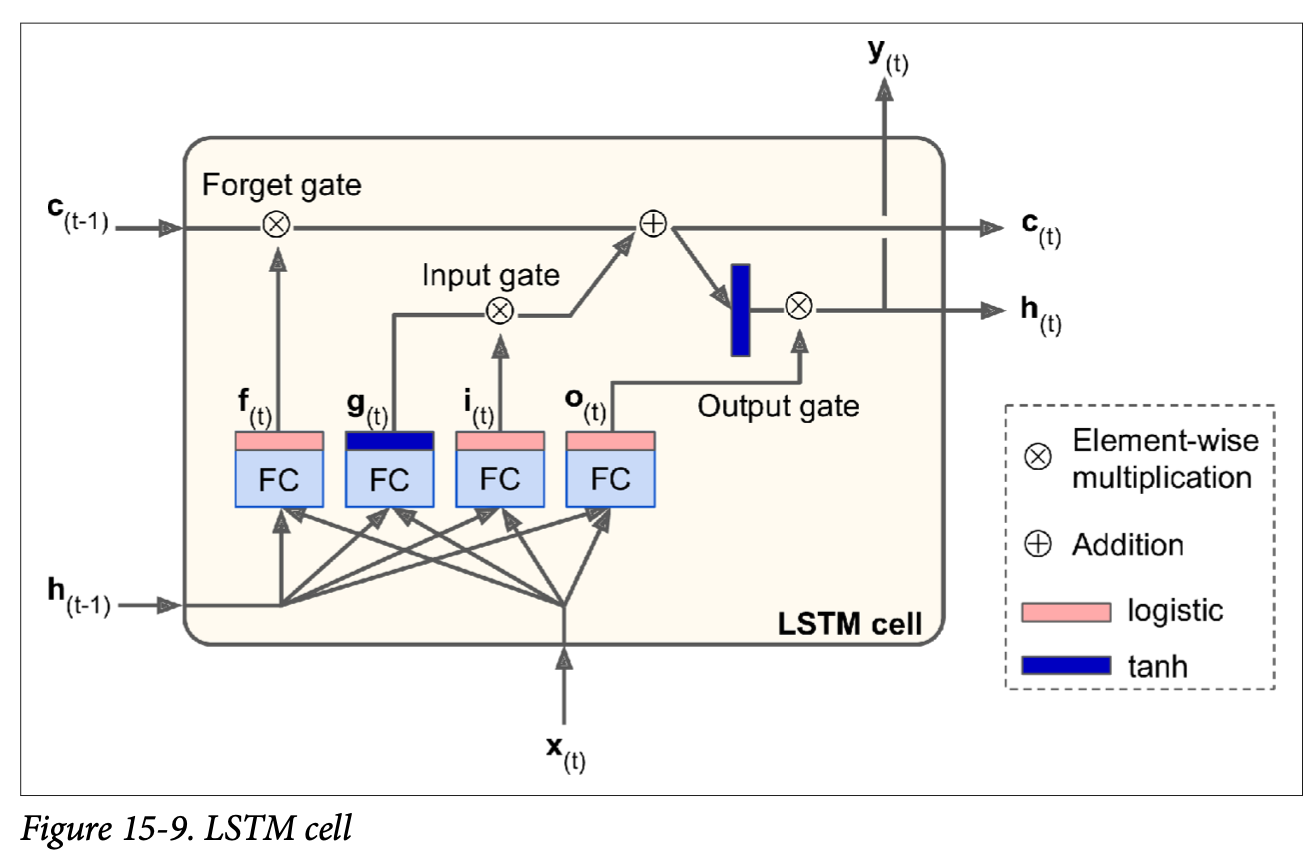 y(t)
Forget gate
c(t-1)
c(t)
Input gate
h(t)
f(t)
g(t)
i(t)
o(t)
Output gate
FC
FC
FC
FC
Element-wise
multiplication
Addition
h(t-1)
logistic
LSTM cell
tanh
x(t)
Figure 15-9. LSTM cell